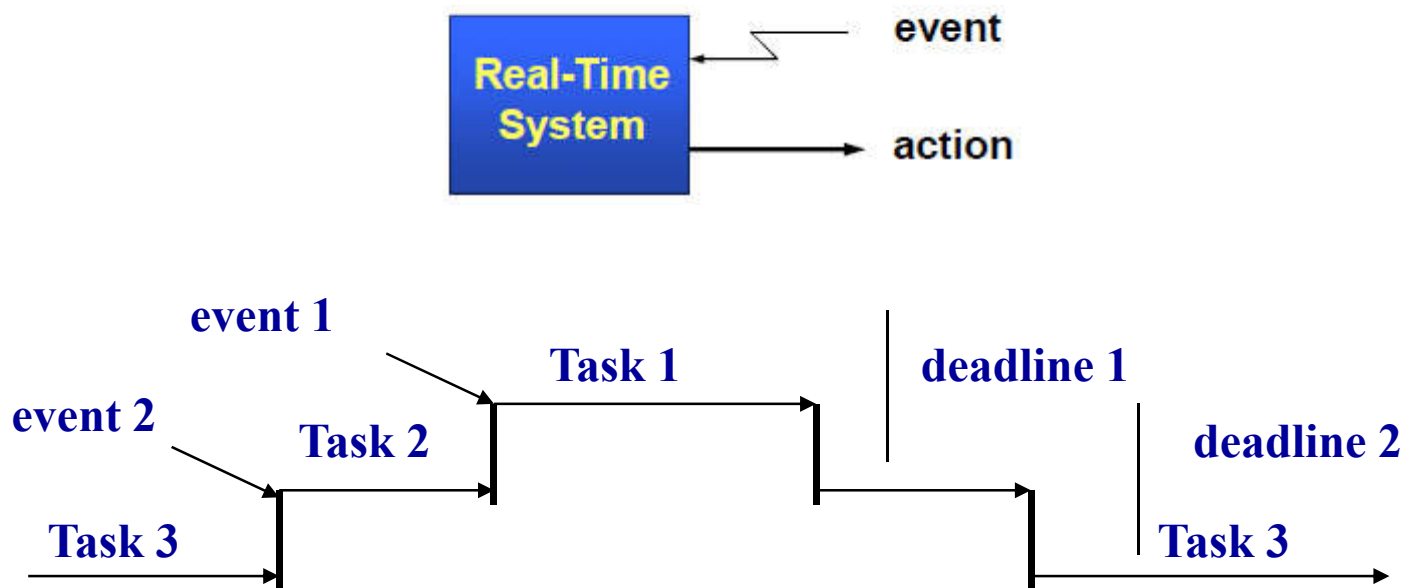 event
Real-Time
System
action
event 1
Task 1
deadline 1
event 2
Task 2
deadline 2
Task 3
Task 3